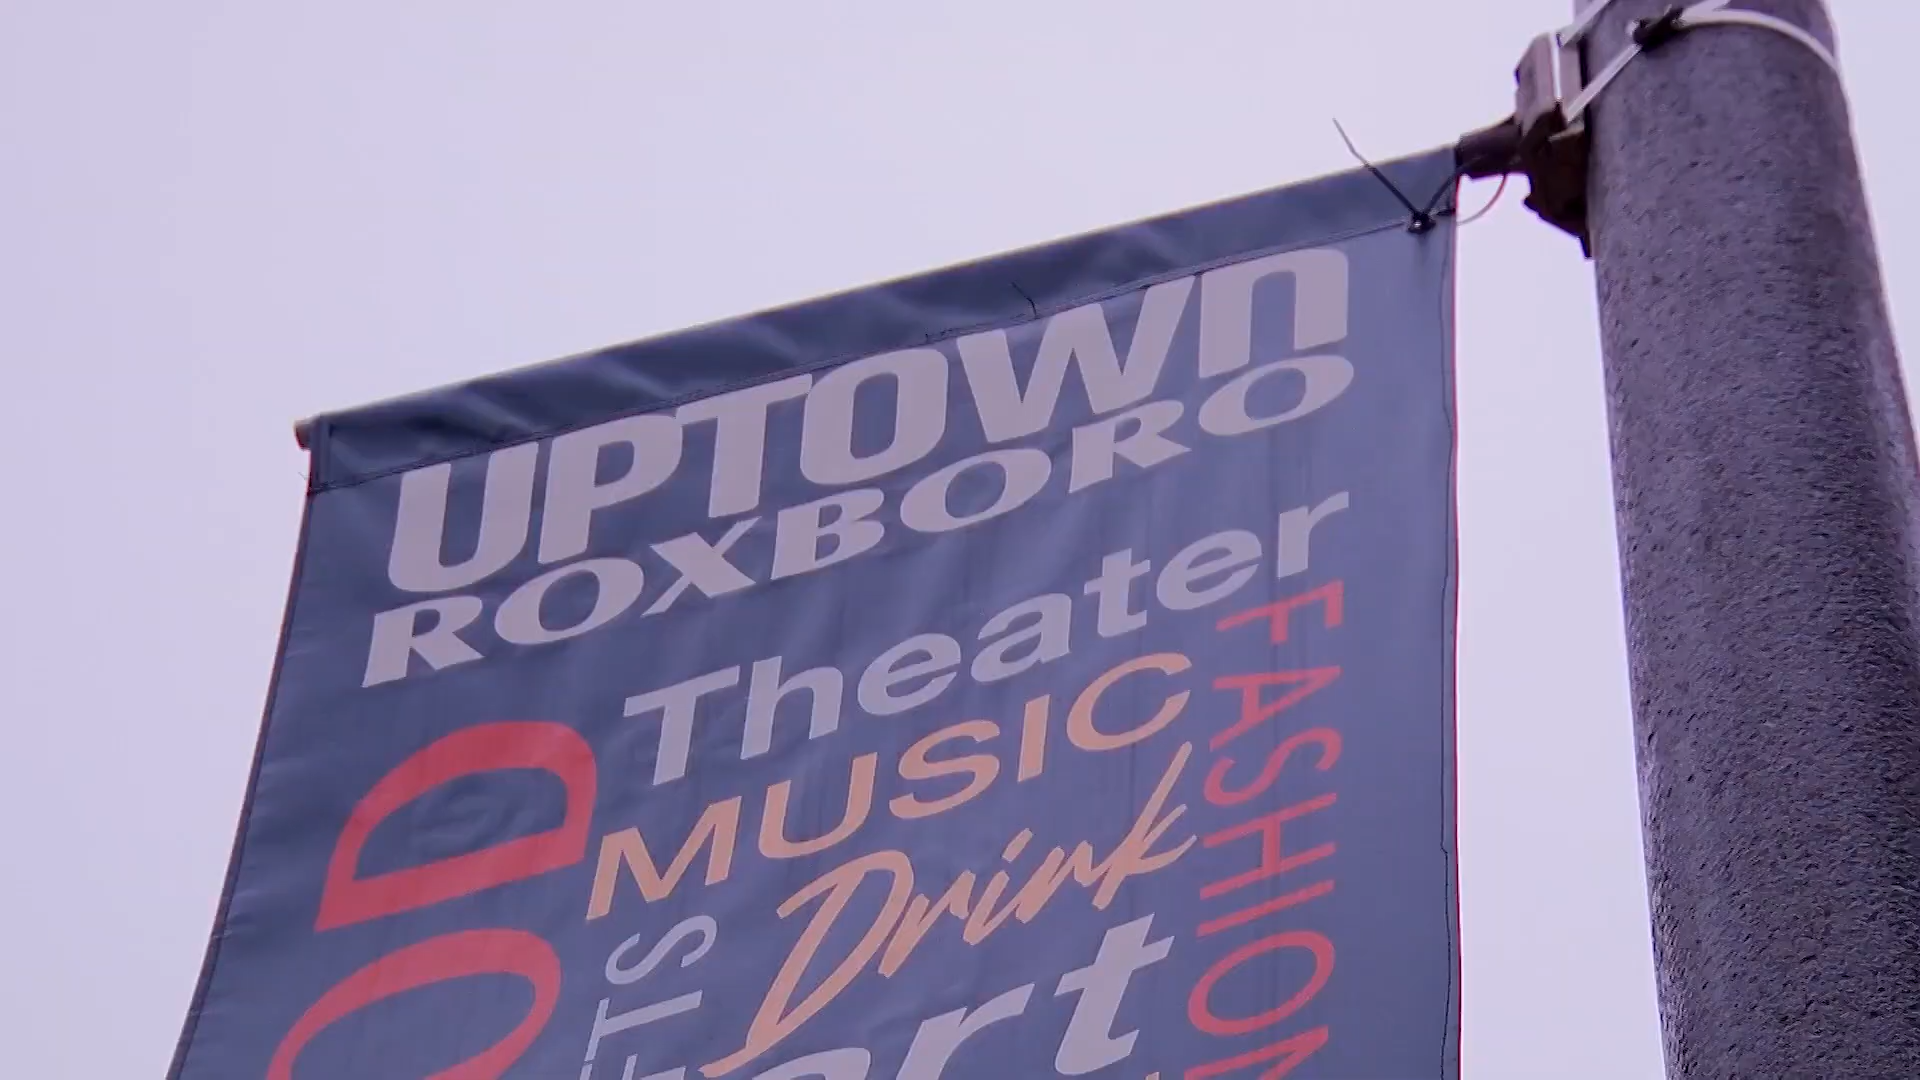 UPTOWN
ROXBORO
Theater
MUSIC
Drink
FASHION